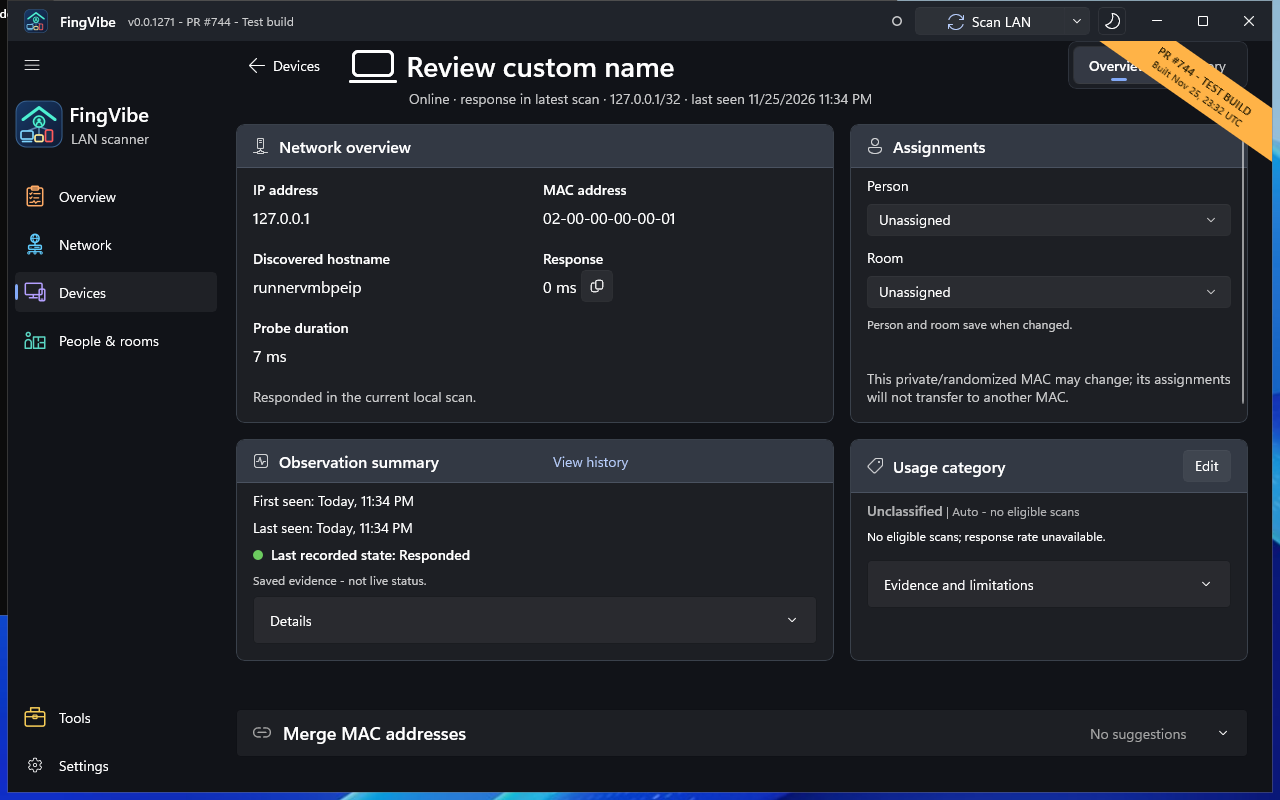 FingVibe v0.0.1271 - PR #744 - Test build
Scan LAN
Devices
Review custom name
Online · response in latest scan · 127.0.0.1/32 · last seen 11/25/2026 11:34 PM
PR #744 - TEST BUILD
Built Nov 25, 23:32 UTC
FingVibe
LAN scanner
Overview
Network
Devices
People & rooms
Tools
Settings
Network overview
IP address
127.0.0.1
MAC address
02-00-00-00-00-01
Discovered hostname
runnervmbpeip
Response
0 ms
Probe duration
7 ms
Responded in the current local scan.
Assignments
Person
Unassigned
Room
Unassigned
Person and room save when changed.
This private/randomized MAC may change; its assignments
will not transfer to another MAC.
Observation summary
View history
First seen: Today, 11:34 PM
Last seen: Today, 11:34 PM
Last recorded state: Responded
Saved evidence - not live status.
Details
Usage category
Edit
Unclassified | Auto - no eligible scans
No eligible scans; response rate unavailable.
Evidence and limitations
Merge MAC addresses
No suggestions